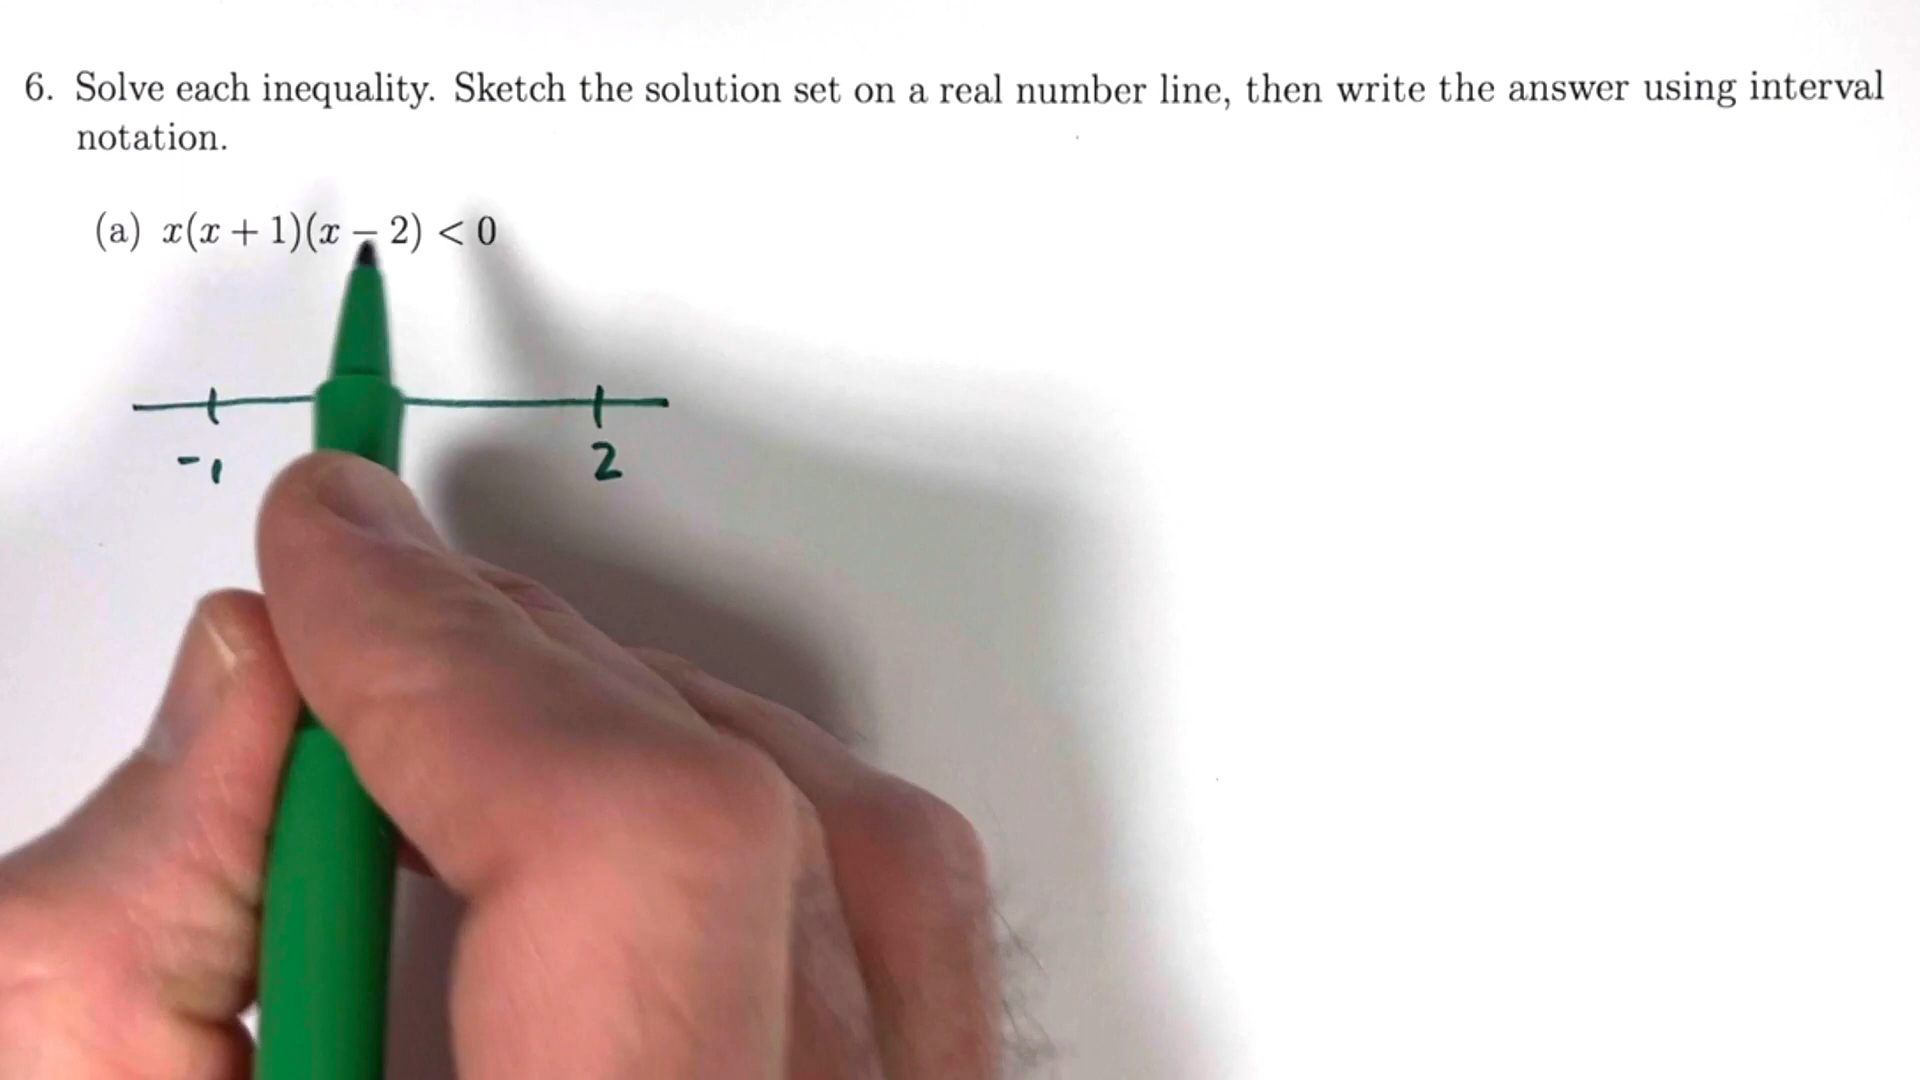 6. Solve each inequality. Sketch the solution set on a real number line, then write the answer using interval
notation.
(a) x(x + 1)(x − 2) < 0
-1 2